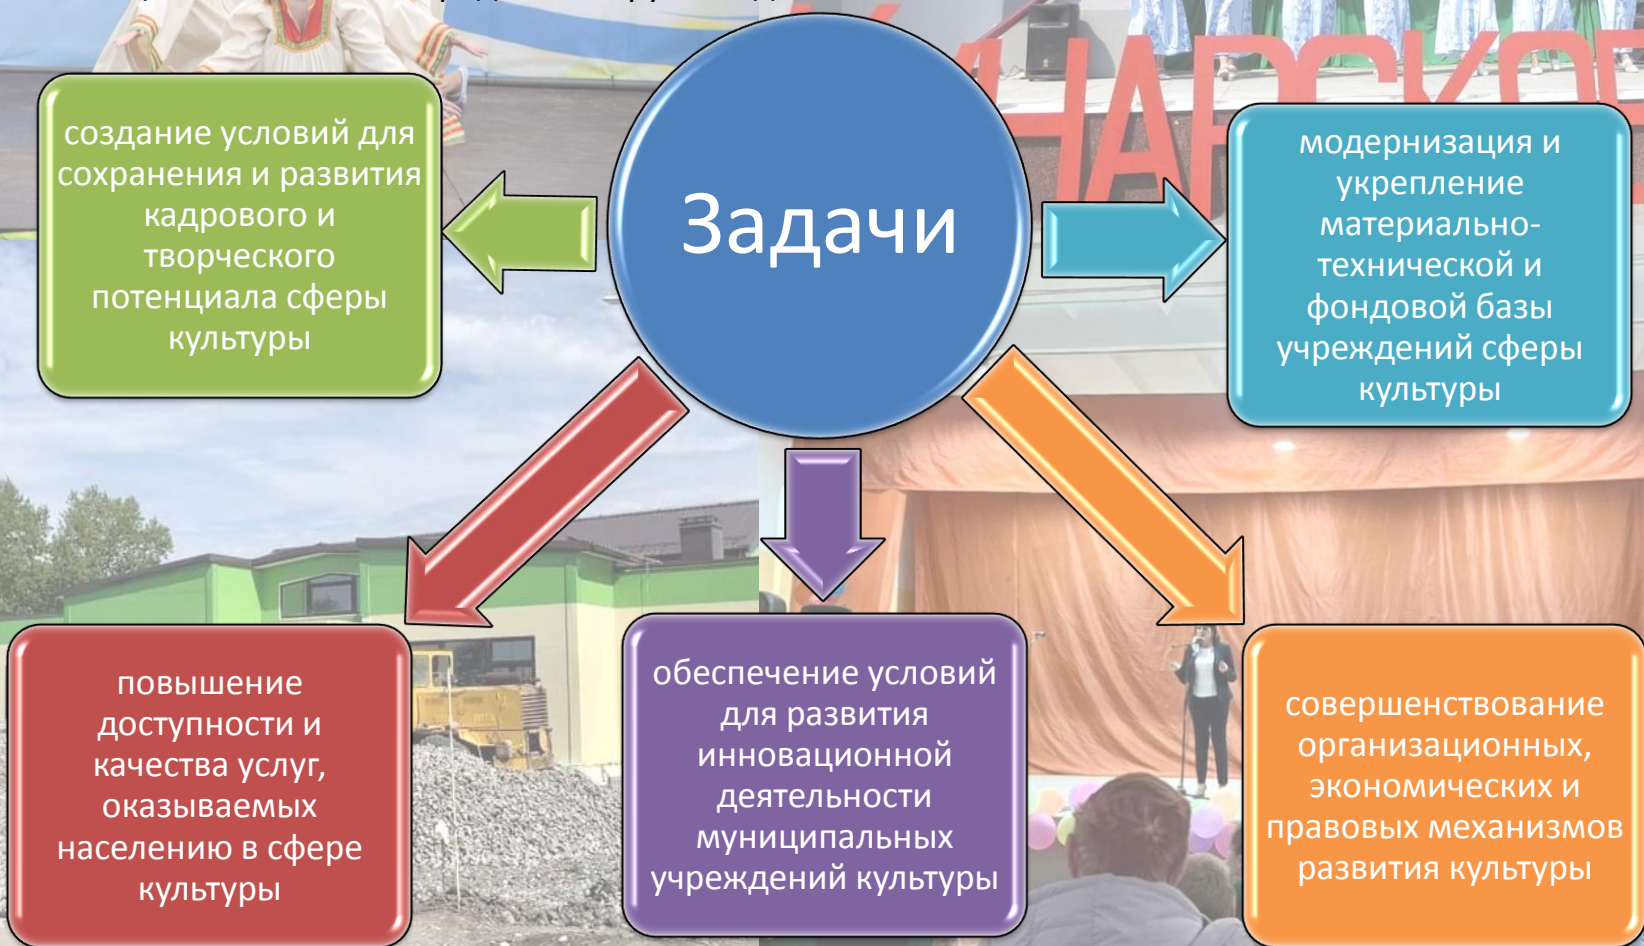 Задачи
создание условий для
сохранения и развития
кадрового и
творческого
потенциала сферы
культуры
модернизация и
укрепление
материально-
технической и
фондовой базы
учреждений сферы
культуры
повышение
доступности и
качества услуг,
оказываемых
населению в сфере
культуры
обеспечение условий
для развития
инновационной
деятельности
муниципальных
учреждений культуры
совершенствование
организационных,
экономических и
правовых механизмов
развития культуры